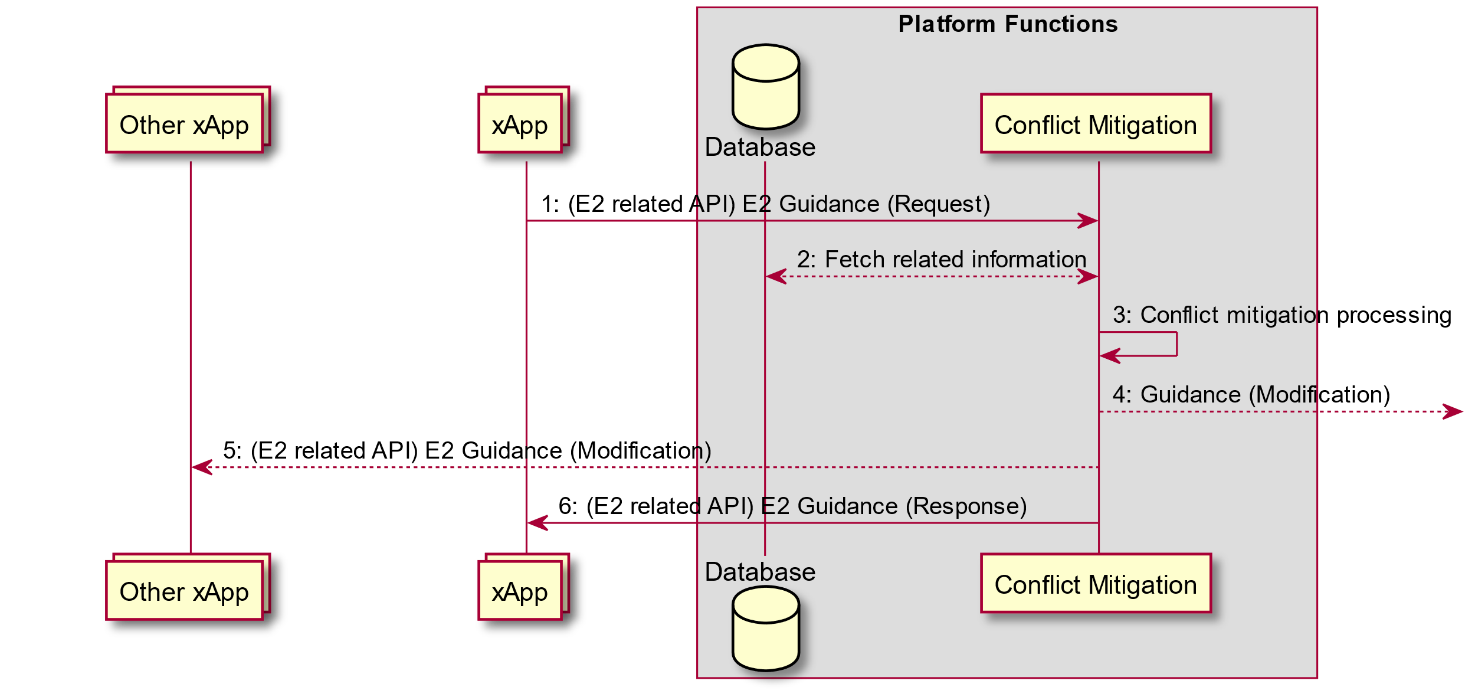 Platform Functions
Other xApp
xApp
Database
Conflict Mitigation
1: (E2 related API) E2 Guidance (Request)
2: Fetch related information
3: Conflict mitigation processing
4: Guidance (Modification)
5: (E2 related API) E2 Guidance (Modification)
6: (E2 related API) E2 Guidance (Response)
Other xApp
xApp
Database
Conflict Mitigation